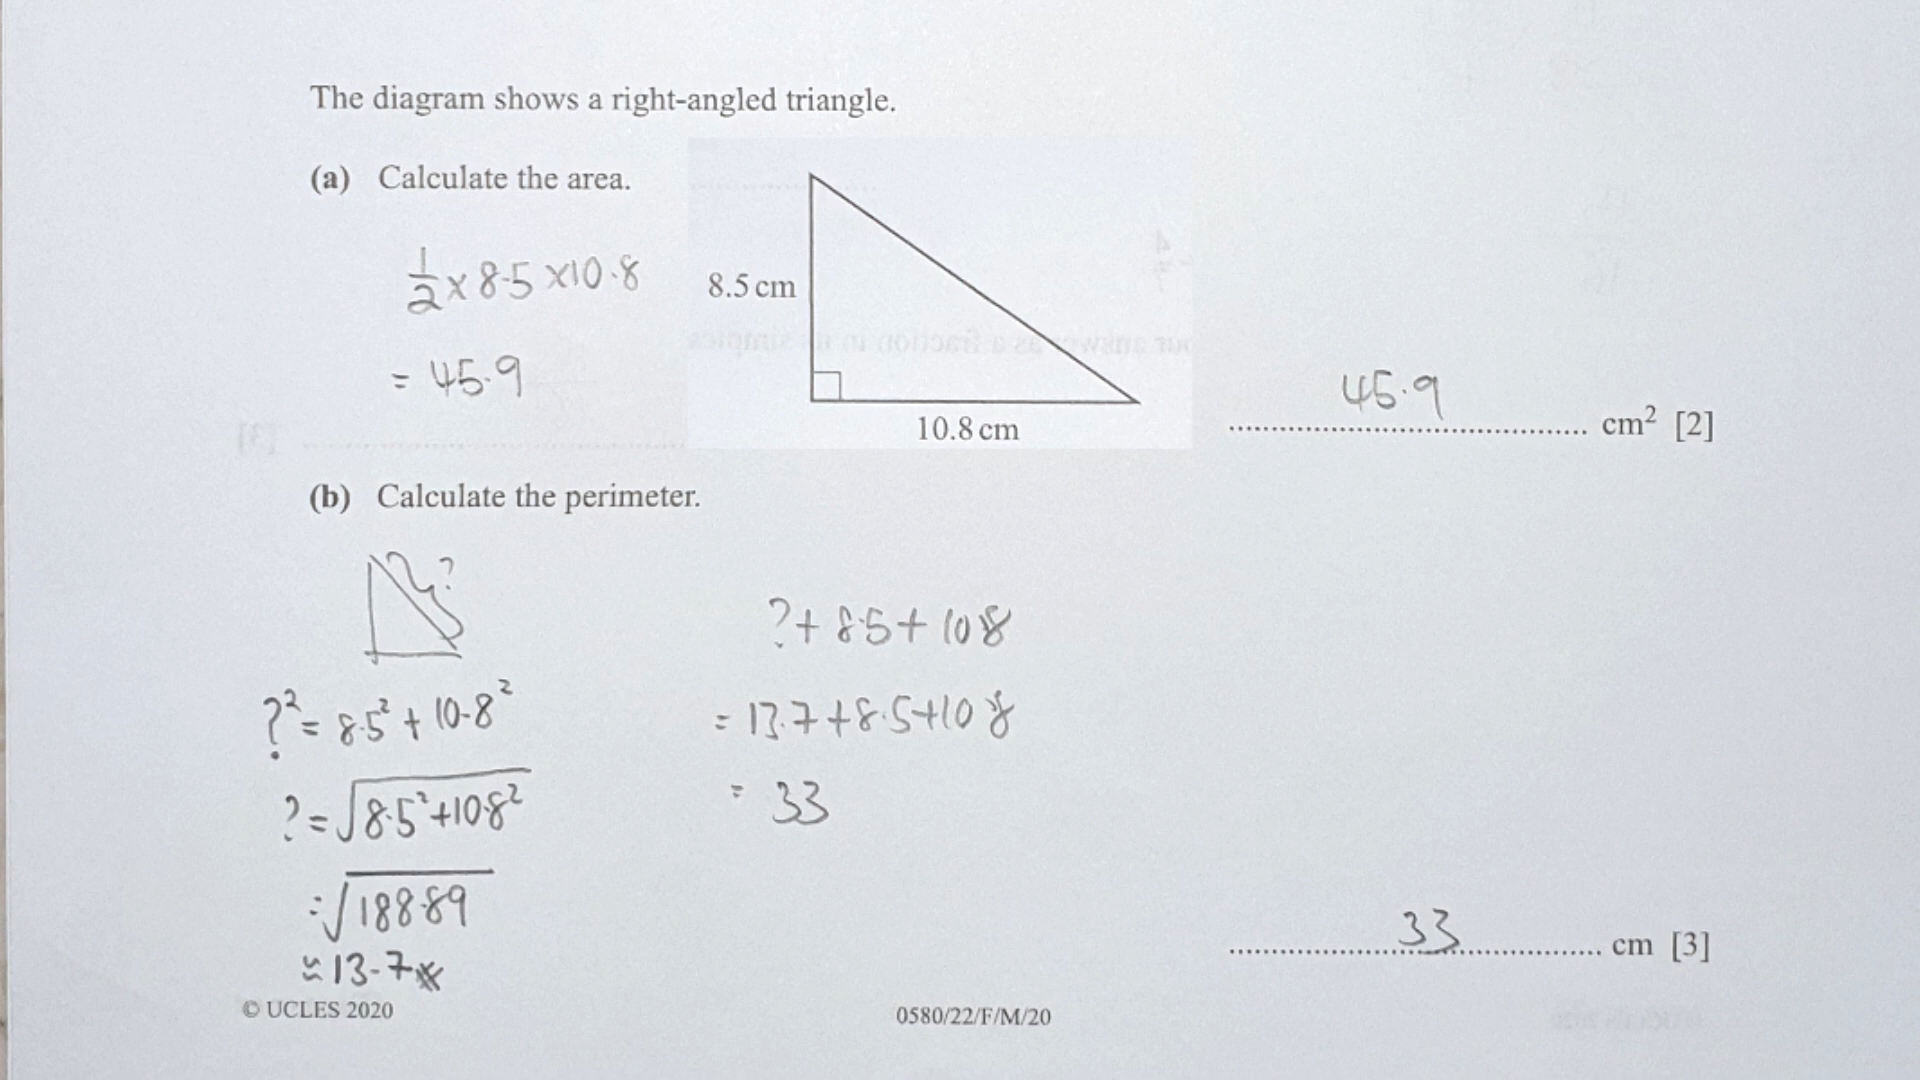 The diagram shows a right-angled triangle.
(a) Calculate the area.
½ × 8.5 × 10.8
= 45.9
8.5 cm
10.8 cm
45.9 cm² [2]
(b) Calculate the perimeter.
?
?² = 8.5² + 10.8²
? = √8.5²+10.8²
= √188.89
≈ 13.7
? + 8.5 + 10.8
= 13.7 + 8.5 + 10.8
= 33
33 cm [3]
© UCLES 2020
0580/22/F/M/20